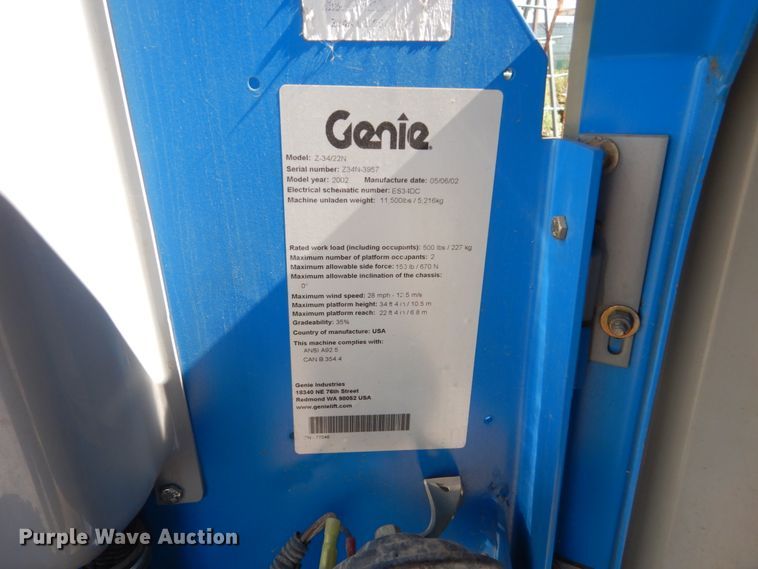 Genie
Model: Z-34/22N
Serial number: Z34N-3957
Model year: 2002 Manufacture date: 05/06/02
Electrical schematic number: ES34DC
Machine unladen weight: 11,500lbs / 5,216kg
Rated work load (including occupants): 500 lbs / 227 kg
Maximum number of platform occupants: 2
Maximum allowable side force: 150 lb / 670 N
Maximum allowable inclination of the chassis:
0°
Maximum wind speed: 28 mph - 12.5 m/s
Maximum platform height: 34 ft 4 in / 10.5 m
Maximum platform reach: 22 ft 4 in / 6.8 m
Gradeability: 35%
Country of manufacture: USA
This machine complies with:
ANSI A92.5
CAN B.354.4
Genie Industries
18340 NE 76th Street
Redmond WA 98052 USA
www.genielift.com
Purple Wave Auction